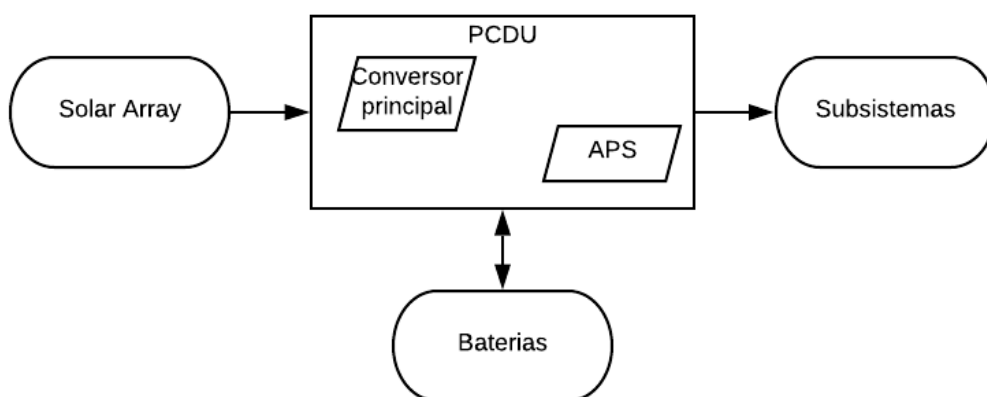 PCDU
Solar Array
Conversor
principal
APS
Subsistemas
Baterias